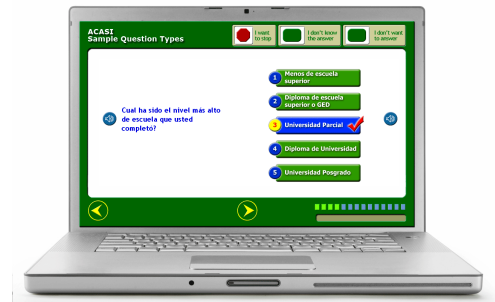 ACASI
Sample Question Types
I want
to stop
I don't know
the answer
I don't want
to answer
Cual ha sido el nivel más alto
de escuela que usted
completó?
1 Menos de escuela
superior
2 Diploma de escuela
superior o GED
3 Universidad Parcial
4 Diploma de Universidad
5 Universidad Posgrado